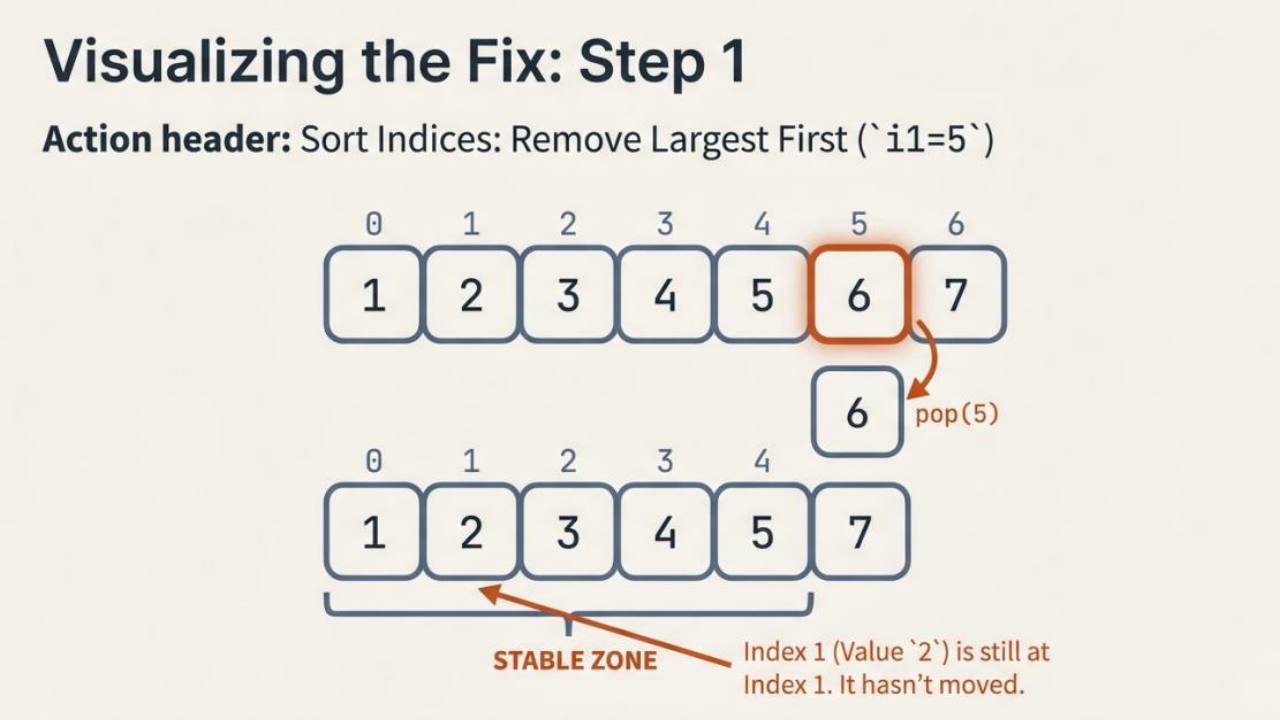 Visualizing the Fix: Step 1
Action header: Sort Indices: Remove Largest First (`i1=5`)
0 1 2 3 4 5 6
1 2 3 4 5 6 7
6 pop(5)
0 1 2 3 4
1 2 3 4 5 7
STABLE ZONE
Index 1 (Value `2`) is still at
Index 1. It hasn't moved.